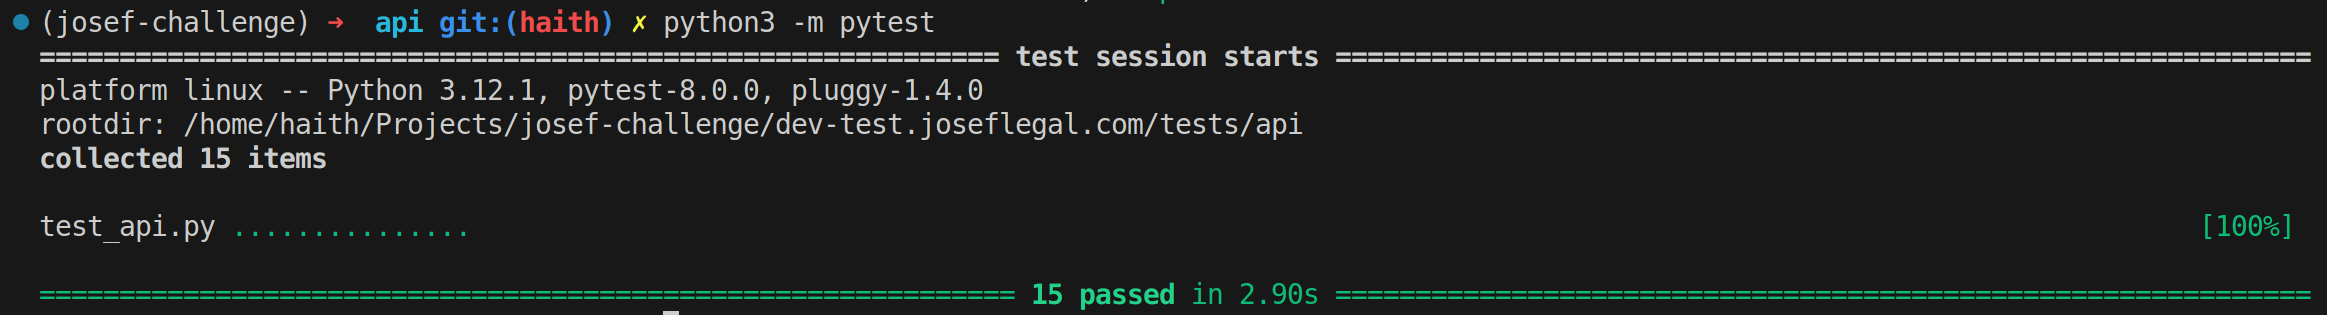 (josef-challenge) ➜  api git:(haith) ✗ python3 -m pytest
============================================================ test session starts =============================================================
platform linux -- Python 3.12.1, pytest-8.0.0, pluggy-1.4.0
rootdir: /home/haith/Projects/josef-challenge/dev-test.joseflegal.com/tests/api
collected 15 items
test_api.py ............... [100%]
============================================================= 15 passed in 2.90s =============================================================